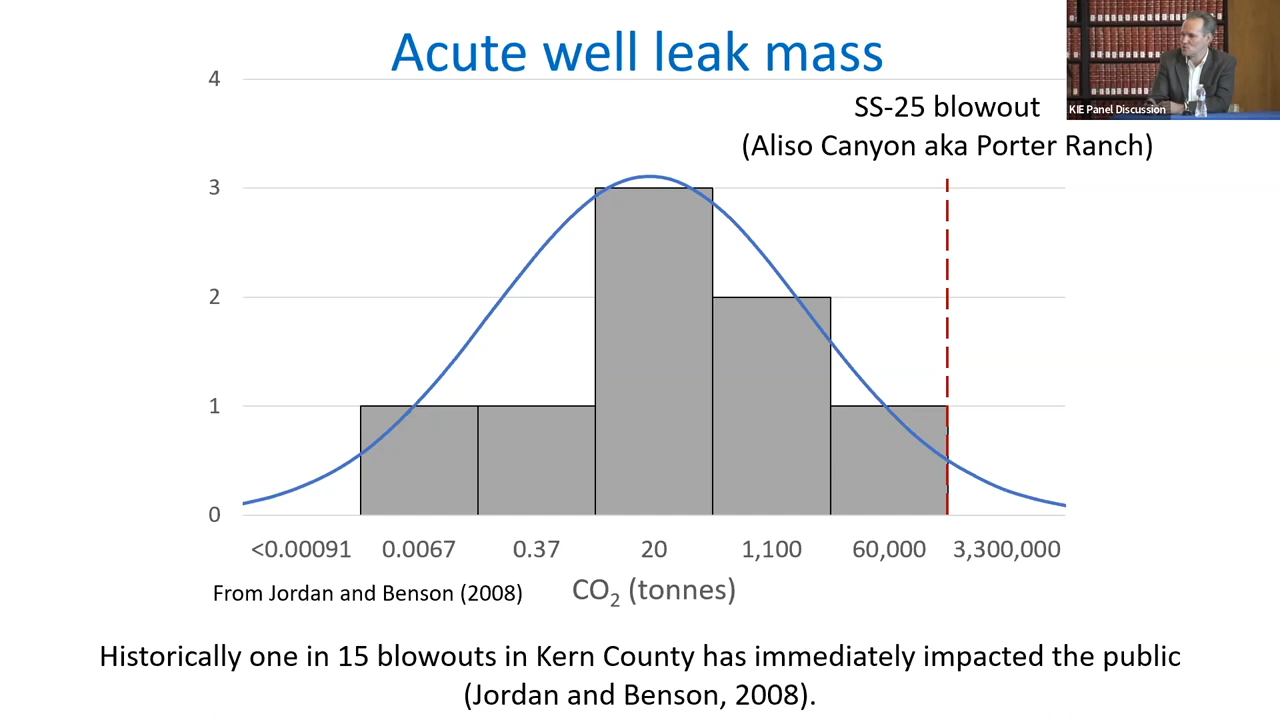 Acute well leak mass
4
SS-25 blowout
KIE Panel Discussion
(Aliso Canyon aka Porter Ranch)
3
2
1
0
<0.00091 0.0067 0.37 20 1,100 60,000 3,300,000
From Jordan and Benson (2008)
CO₂ (tonnes)
Historically one in 15 blowouts in Kern County has immediately impacted the public
(Jordan and Benson, 2008).